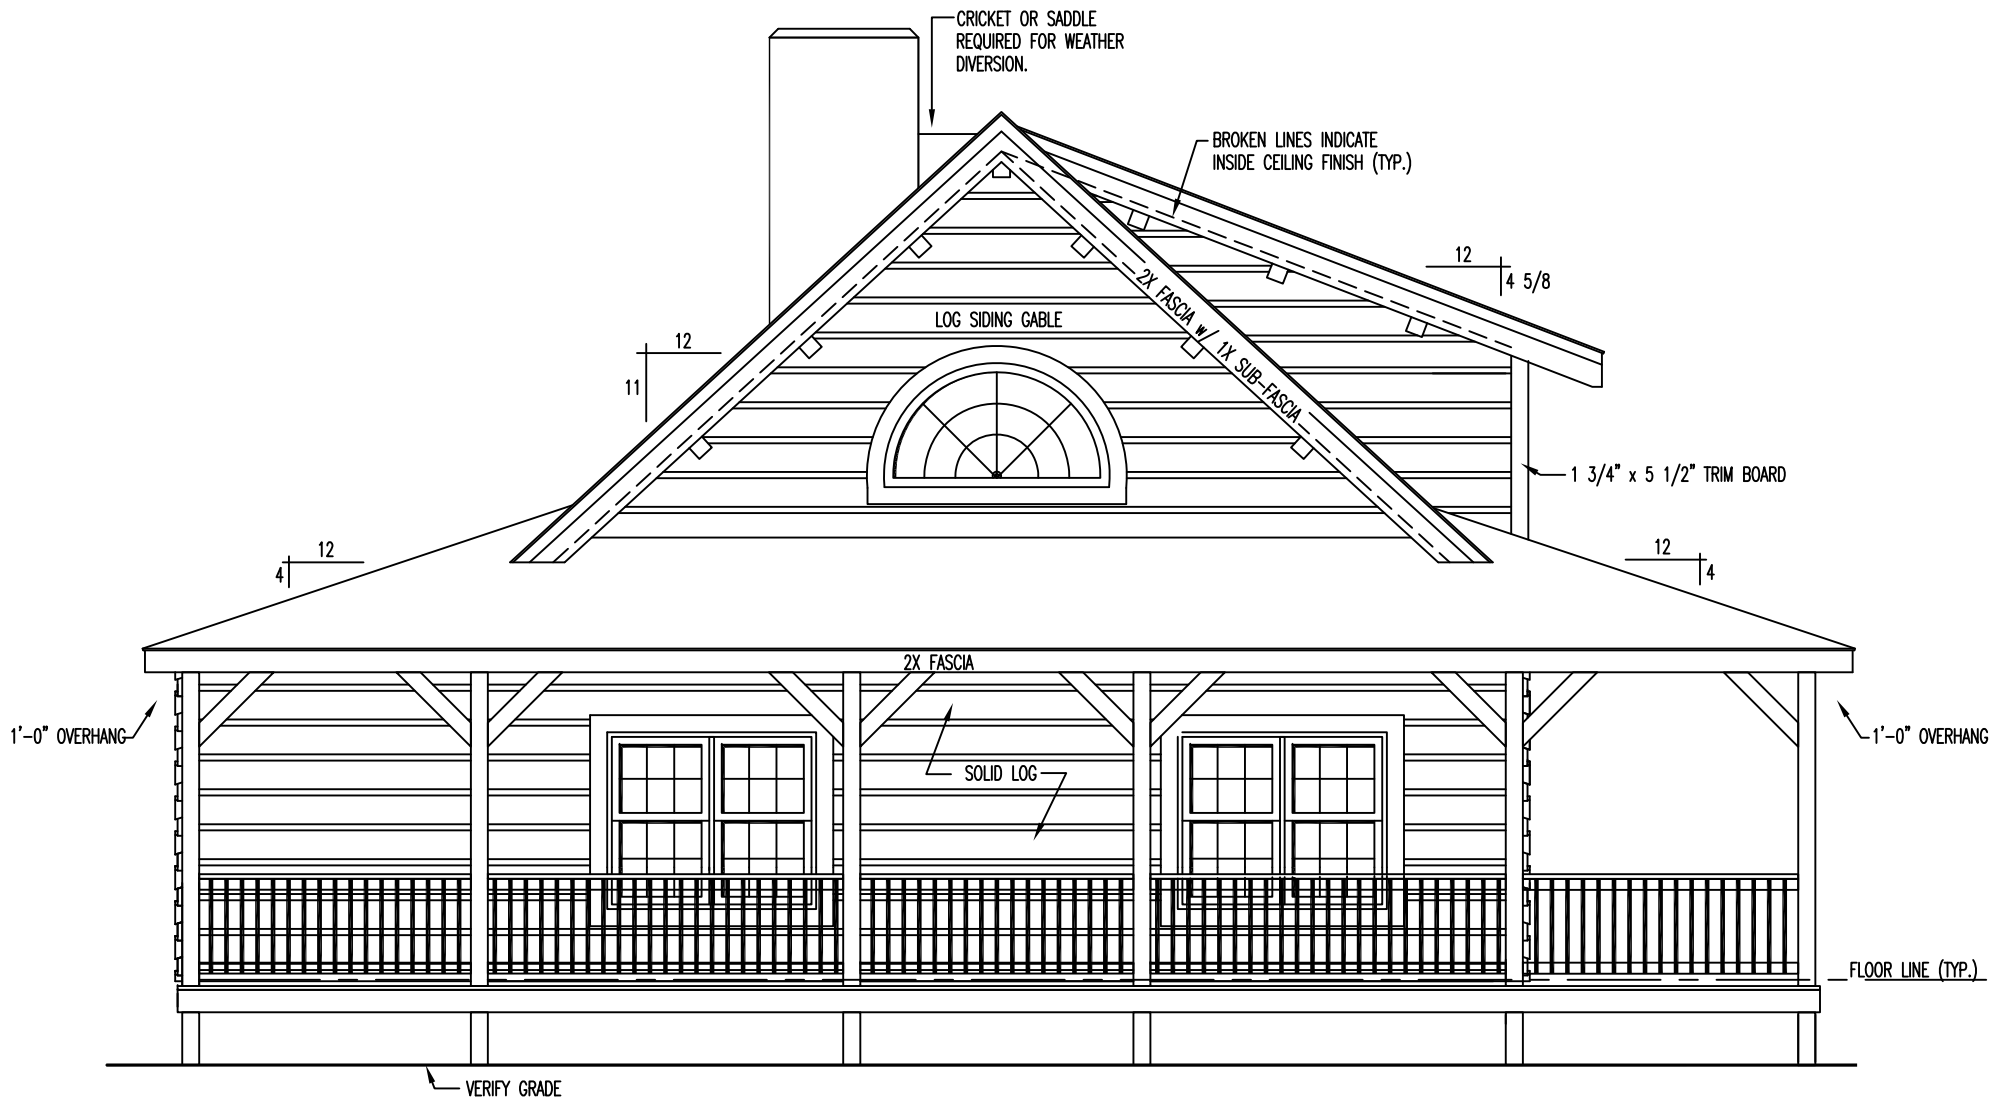 CRICKET OR SADDLE
REQUIRED FOR WEATHER
DIVERSION.
BROKEN LINES INDICATE
INSIDE CEILING FINISH (TYP.)
12
4 5/8
2X FASCIA w/ 1X SUB-FASCIA
LOG SIDING GABLE
12
11
1 3/4" x 5 1/2" TRIM BOARD
12
4
12
4
2X FASCIA
1'-0" OVERHANG
1'-0" OVERHANG
SOLID LOG
FLOOR LINE (TYP.)
VERIFY GRADE